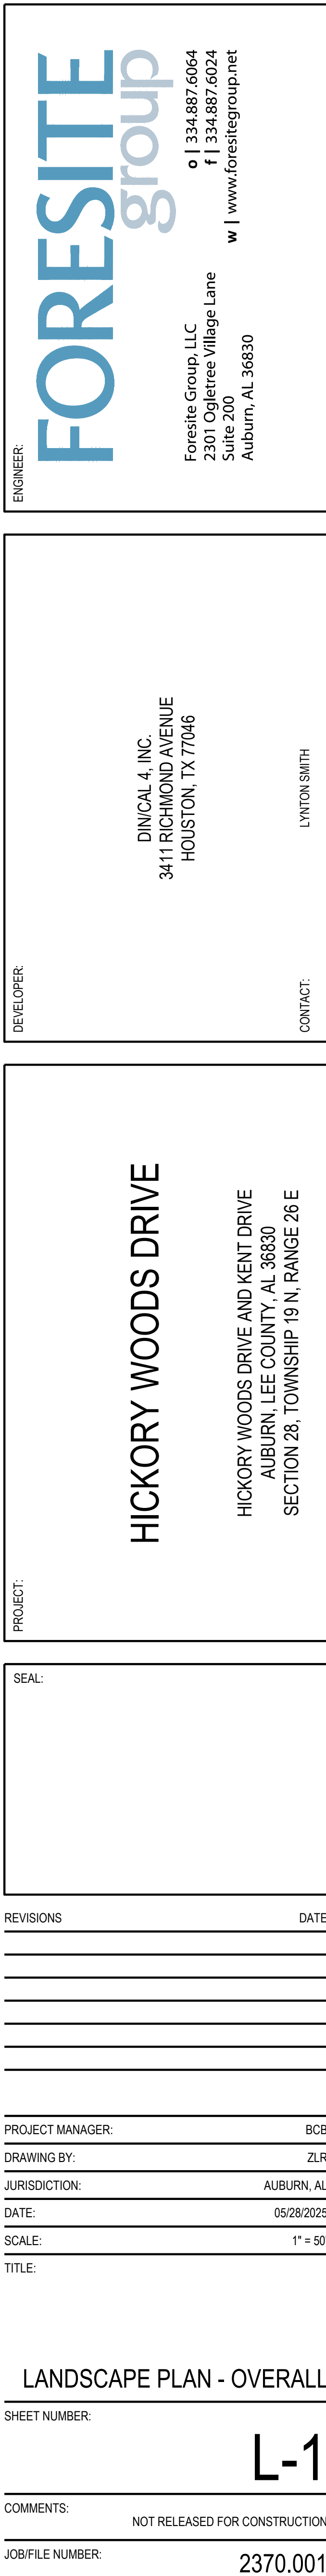 ENGINEER:
FORESITE
group
Foresite Group, LLC
2301 Ogletree Village Lane
Suite 200
Auburn, AL 36830
o | 334.887.6064
f | 334.887.6024
w | www.foresitegroup.net
DEVELOPER:
DIN/CAL 4, INC.
3411 RICHMOND AVENUE
HOUSTON, TX 77046
CONTACT:
LYNTON SMITH
PROJECT:
HICKORY WOODS DRIVE
HICKORY WOODS DRIVE AND KENT DRIVE
AUBURN, LEE COUNTY, AL 36830
SECTION 28, TOWNSHIP 19 N, RANGE 26 E
SEAL:
REVISIONS DATE
PROJECT MANAGER: BCB
DRAWING BY: ZLR
JURISDICTION: AUBURN, AL
DATE: 05/28/2025
SCALE: 1" = 50'
TITLE:
LANDSCAPE PLAN - OVERALL
SHEET NUMBER:
L-1
COMMENTS:
NOT RELEASED FOR CONSTRUCTION
JOB/FILE NUMBER:
2370.001